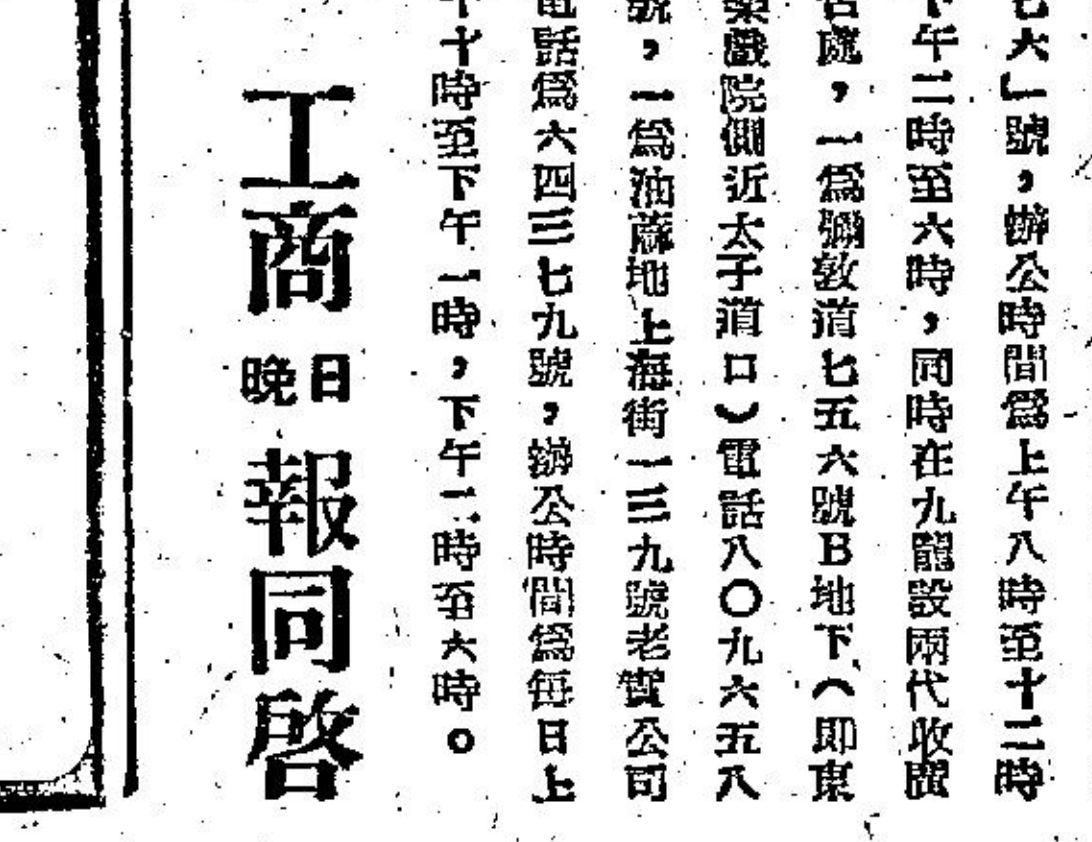 七六」號，辦公時間爲上午八時至十二時
下午二時至六時，同時在九龍設兩代收廣
告處，一爲彌敦道七五六號B地下（即東
樂戲院側近太子道口）電話八〇九六五八
號，一爲油蔴地上海街一三九號老實公司
電話爲六四三七九號，辦公時間爲每日上
午十時至下午一時，下午二時至六時。
工商日晚報同啓